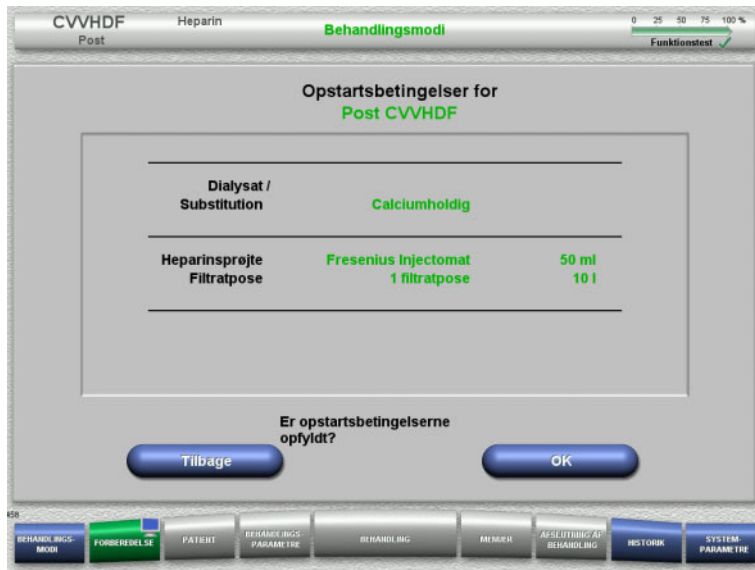 CVVHDF
Post
Heparin
Behandlingsmodi
0 25 50 75 100 %
Funktionstest
Opstartsbetingelser for
Post CVVHDF
Dialysat /
Substitution Calciumholdig
Heparinsprøjte Fresenius Injectomat 50 ml
Filtratpose 1 filtratpose 10 l
Er opstartsbetingelserne
opfyldt?
Tilbage OK
458
BEHANDLINGS-
MODI
FORBEREDELSE
PATIENT
BEHANDLINGS-
PARAMETRE
BEHANDLING
MENUER
AFSLUTNING AF
BEHANDLING
HISTORIK
SYSTEM-
PARAMETRE